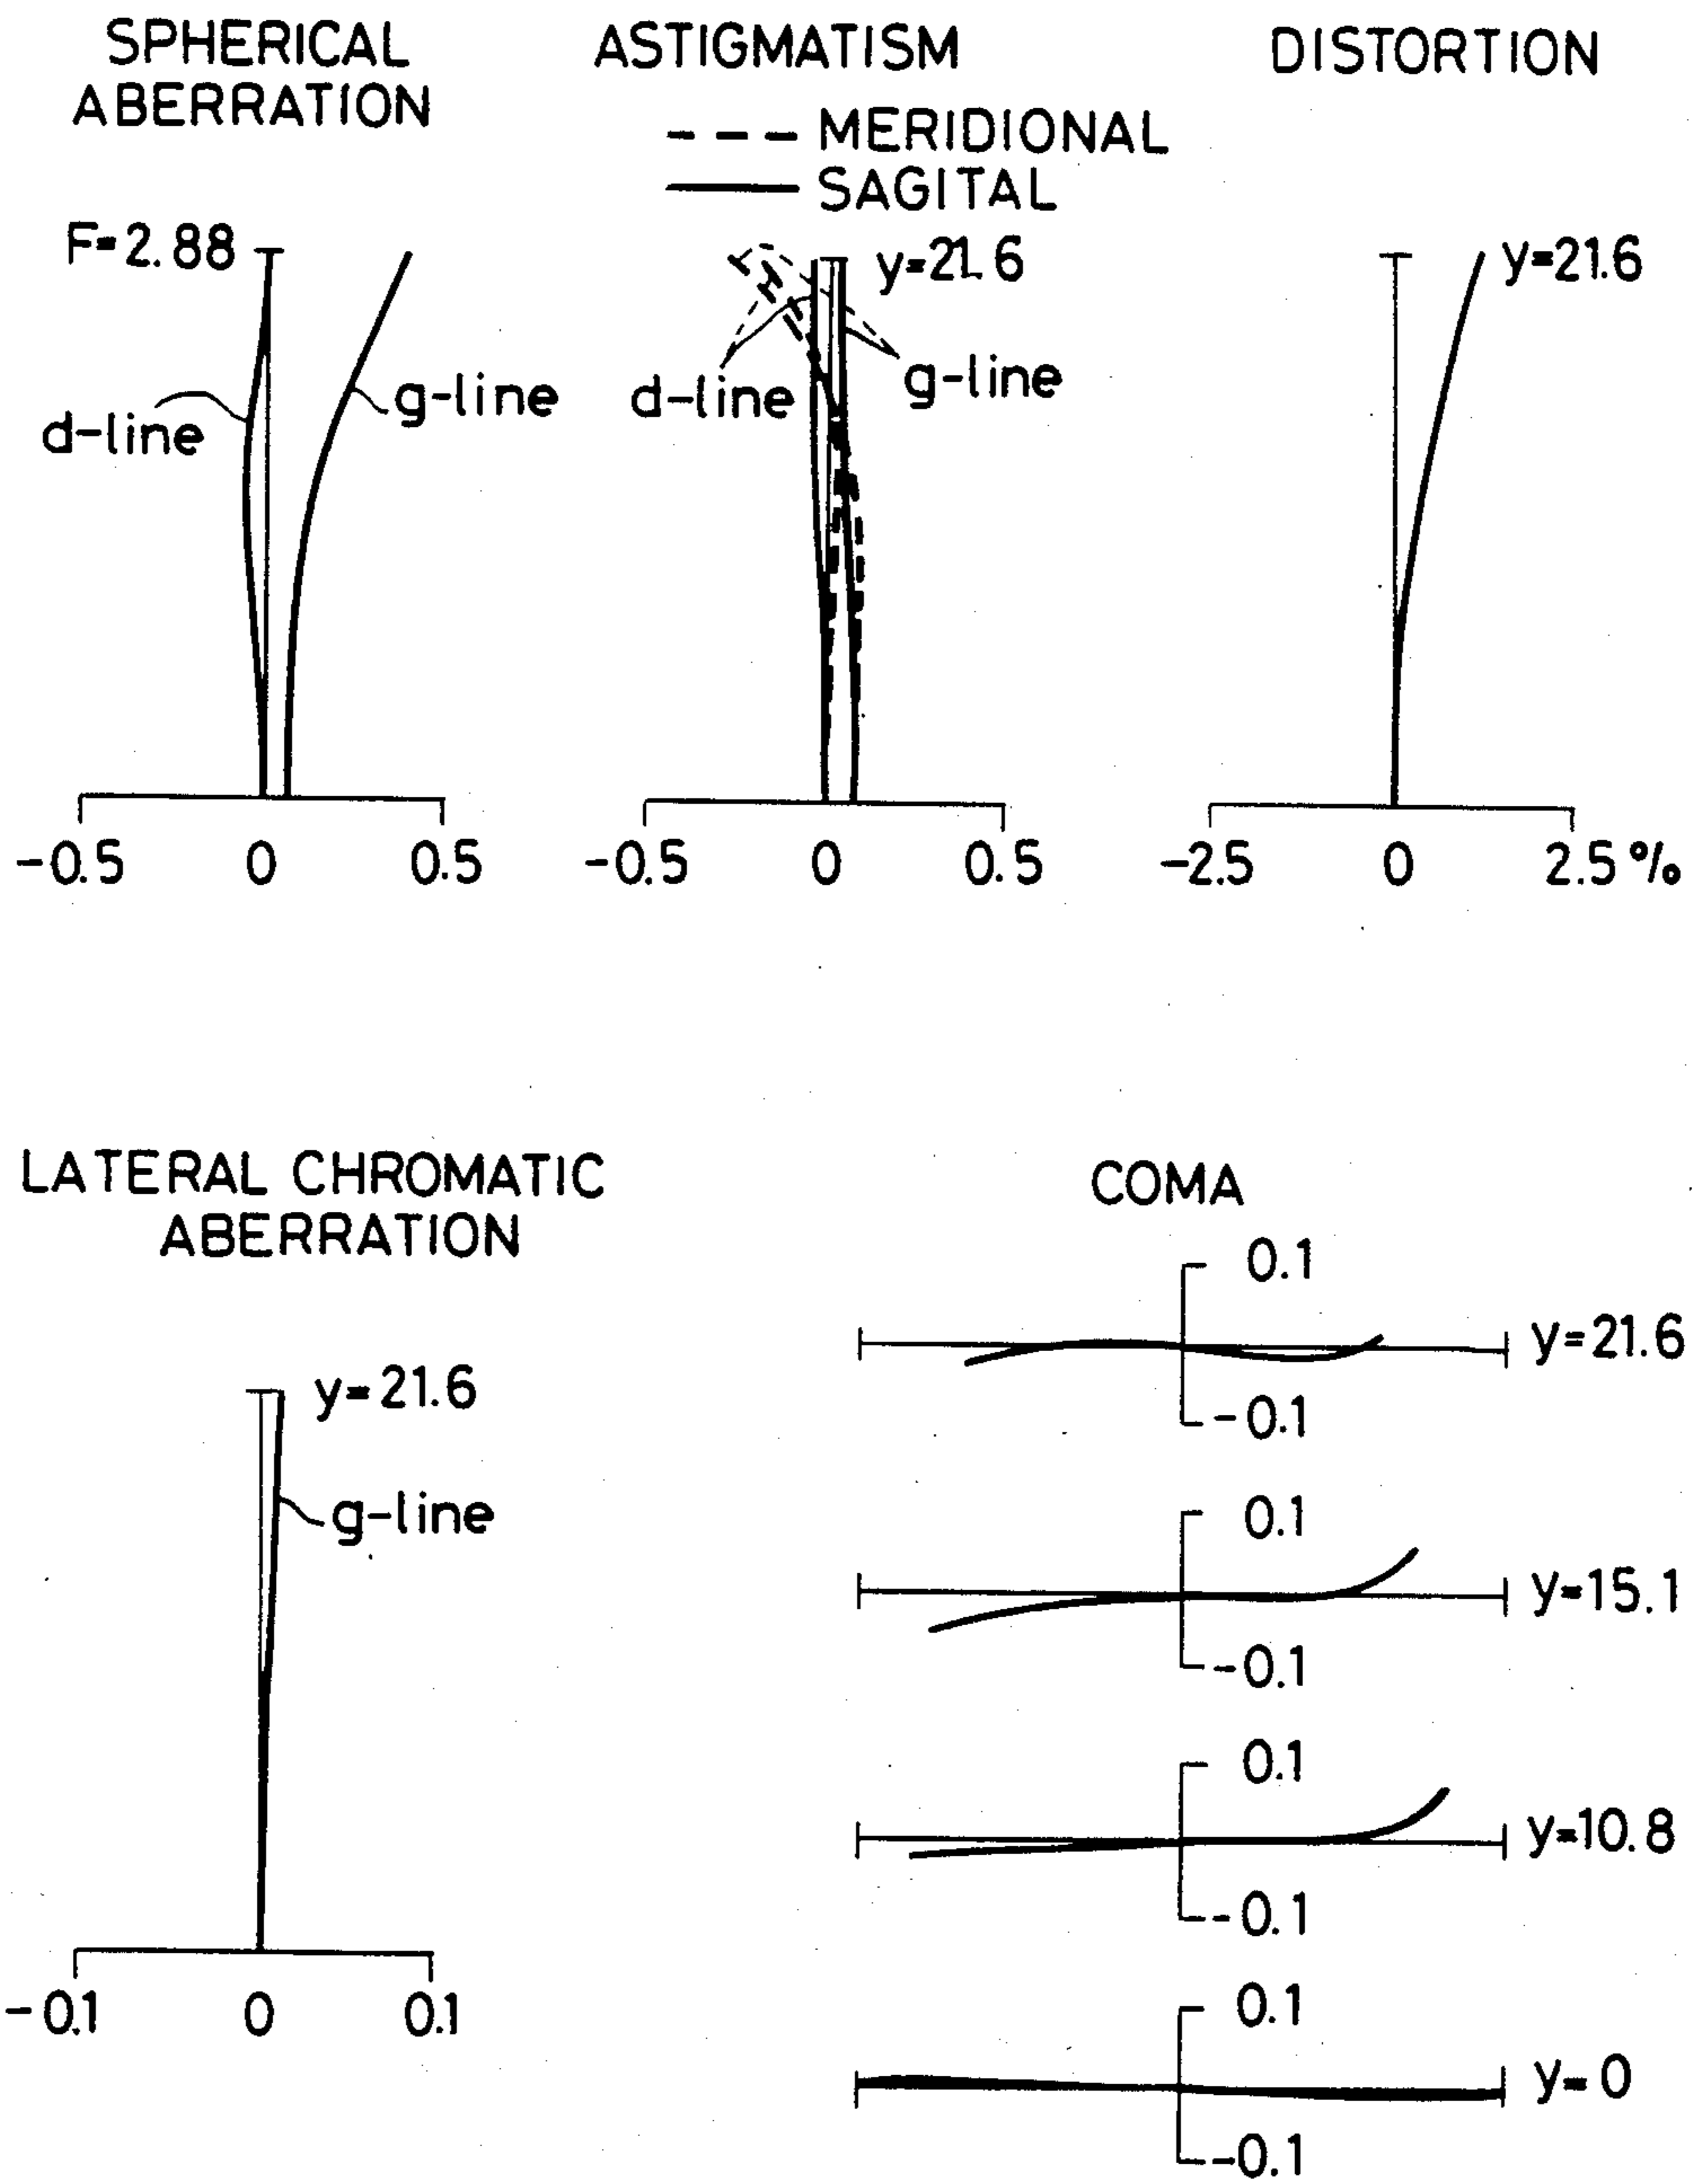 SPHERICAL
ABERRATION
F=2.88
d-line
g-line
-0.5 0 0.5
ASTIGMATISM
--- MERIDIONAL
— SAGITAL
y=21.6
d-line
g-line
-0.5 0 0.5
DISTORTION
y=21.6
-2.5 0 2.5%
LATERAL CHROMATIC
ABERRATION
y=21.6
g-line
-0.1 0 0.1
COMA
0.1
y=21.6
-0.1
0.1
y=15.1
-0.1
0.1
y=10.8
-0.1
0.1
y=0
-0.1